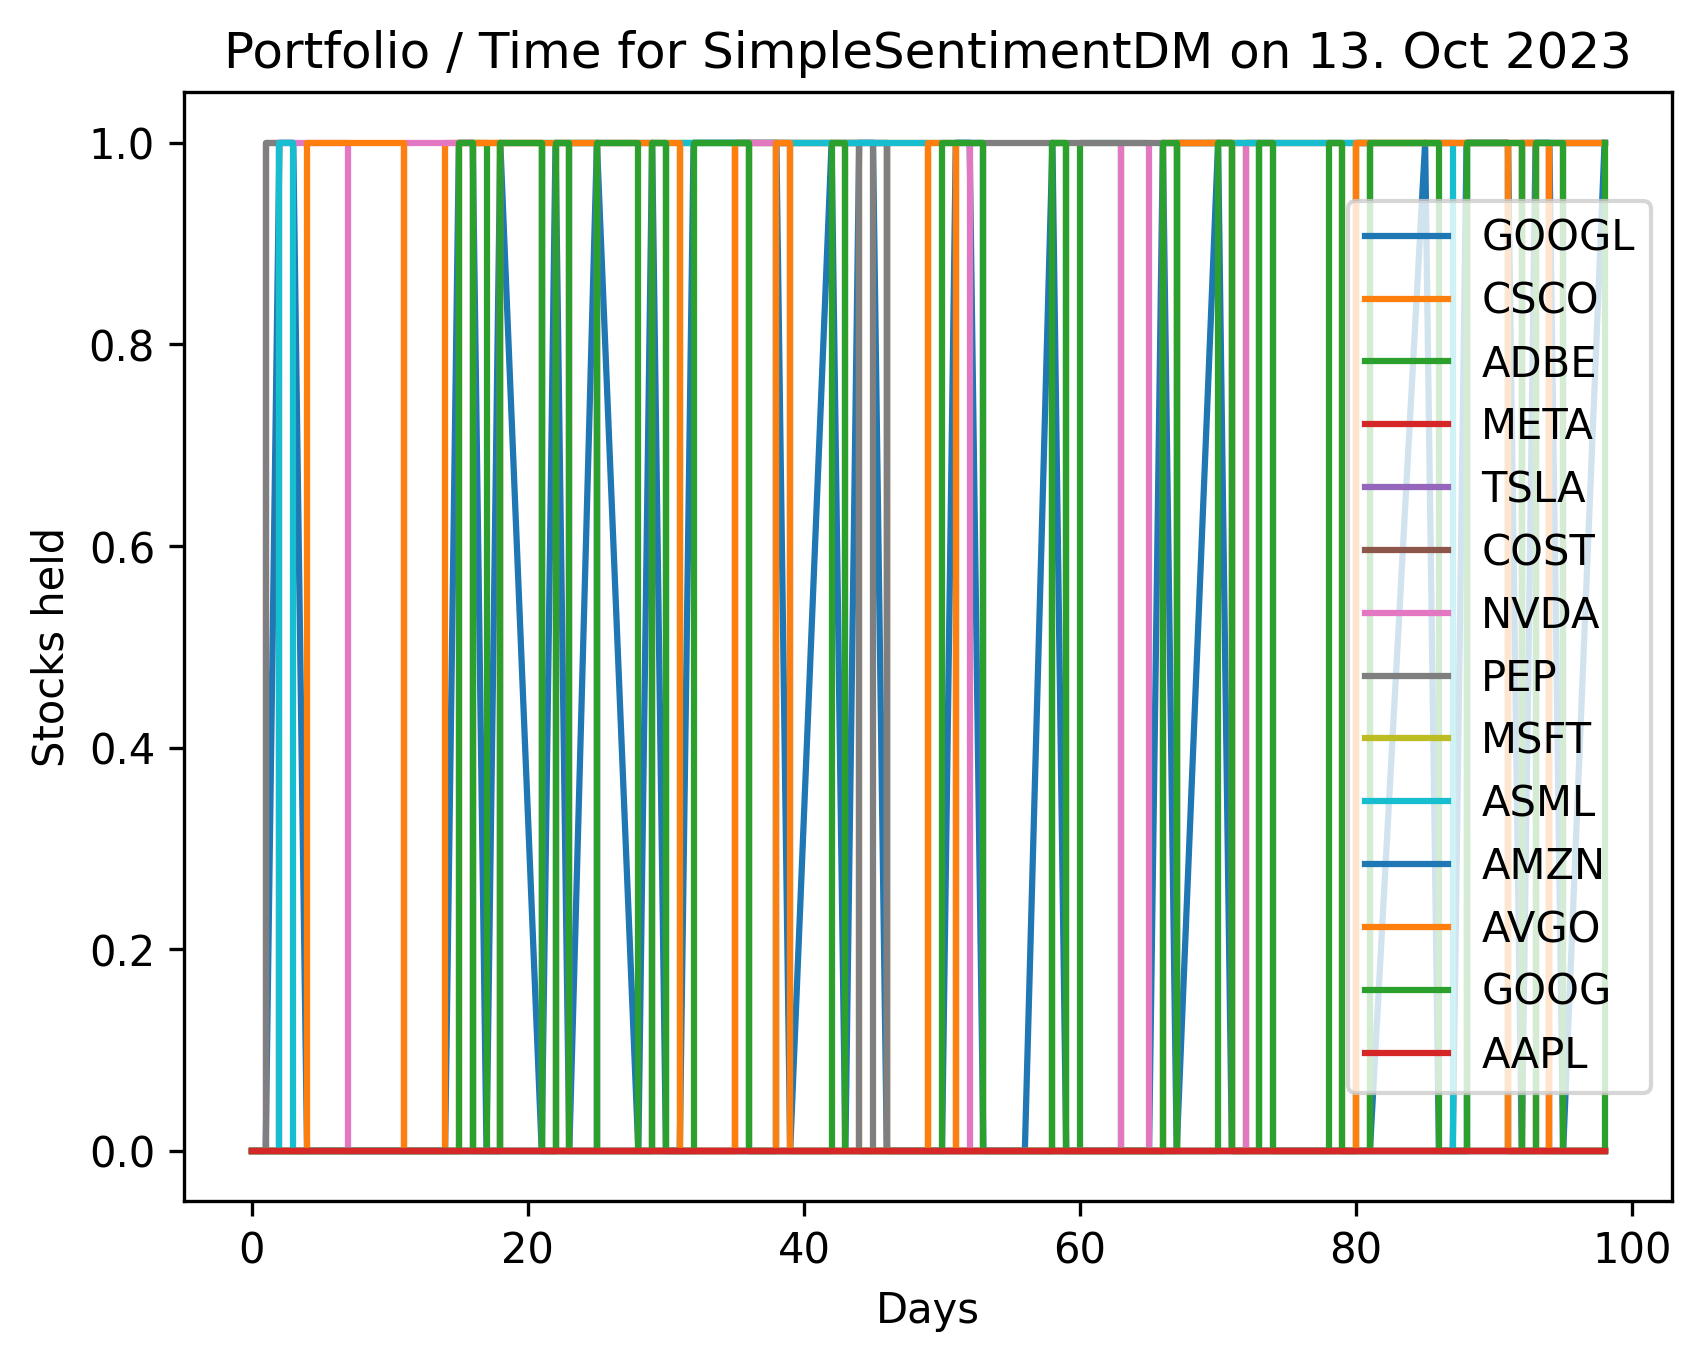 Portfolio / Time for SimpleSentimentDM on 13. Oct 2023
1.0
0.8
0.6
0.4
0.2
0.0
Stocks held
GOOGL
CSCO
ADBE
META
TSLA
COST
NVDA
PEP
MSFT
ASML
AMZN
AVGO
GOOG
AAPL
0 20 40 60 80 100
Days